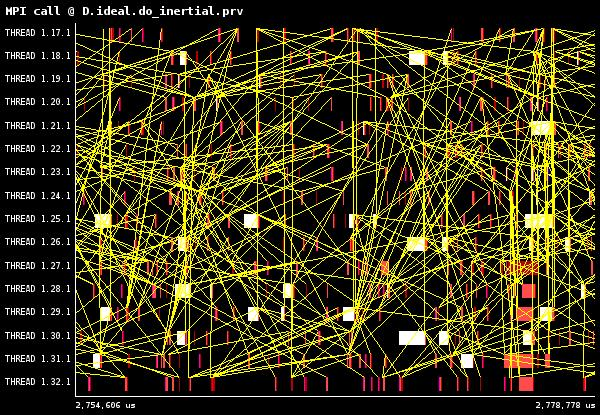 MPI call @ D.ideal.do_inertial.prv
THREAD 1.17.1
THREAD 1.18.1
THREAD 1.19.1
THREAD 1.20.1
THREAD 1.21.1
THREAD 1.22.1
THREAD 1.23.1
THREAD 1.24.1
THREAD 1.25.1
THREAD 1.26.1
THREAD 1.27.1
THREAD 1.28.1
THREAD 1.29.1
THREAD 1.30.1
THREAD 1.31.1
THREAD 1.32.1
2,754,606 us 2,778,778 us